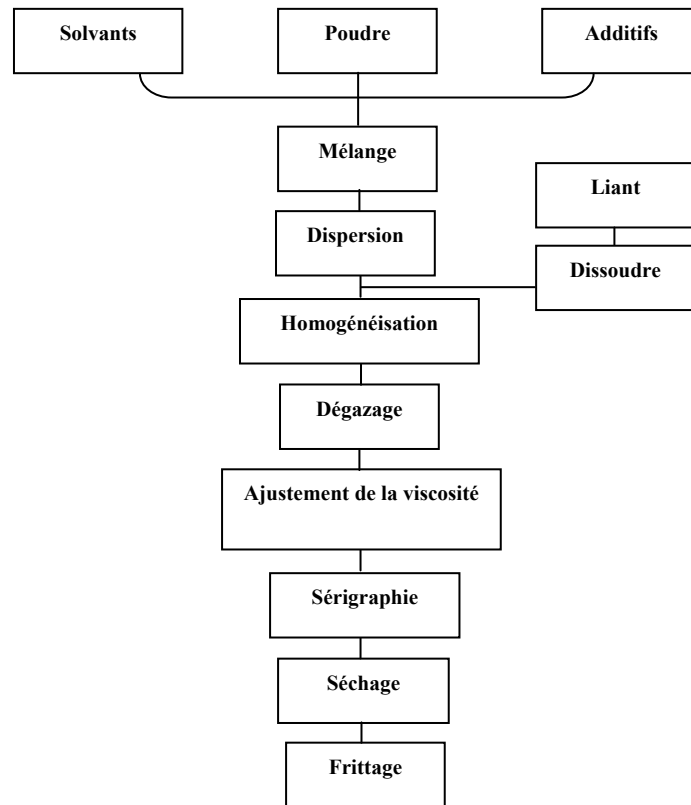 Solvants
Poudre
Additifs
Mélange
Liant
Dispersion
Dissoudre
Homogénéisation
Dégazage
Ajustement de la viscosité
Sérigraphie
Séchage
Frittage